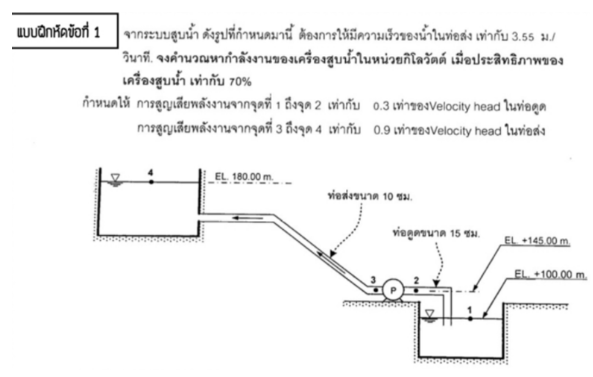 แบบฝึกหัดข้อที่ 1
จากระบบสูบน้ำ ดังรูปที่กำหนดมานี้ ต้องการให้มีความเร็วของน้ำในท่อส่ง เท่ากับ 3.55 ม./
วินาที. จงคำนวณหากำลังงานของเครื่องสูบน้ำในหน่วยกิโลวัตต์ เมื่อประสิทธิภาพของ
เครื่องสูบน้ำ เท่ากับ 70%
กำหนดให้ การสูญเสียพลังงานจากจุดที่ 1 ถึงจุด 2 เท่ากับ 0.3 เท่าของVelocity head ในท่อดูด
การสูญเสียพลังงานจากจุดที่ 3 ถึงจุด 4 เท่ากับ 0.9 เท่าของVelocity head ในท่อส่ง
4
EL. 180.00 m.
ท่อส่งขนาด 10 ซม.
ท่อดูดขนาด 15 ซม.
EL. +145.00 m.
3 P 2
EL. +100.00 m.
1